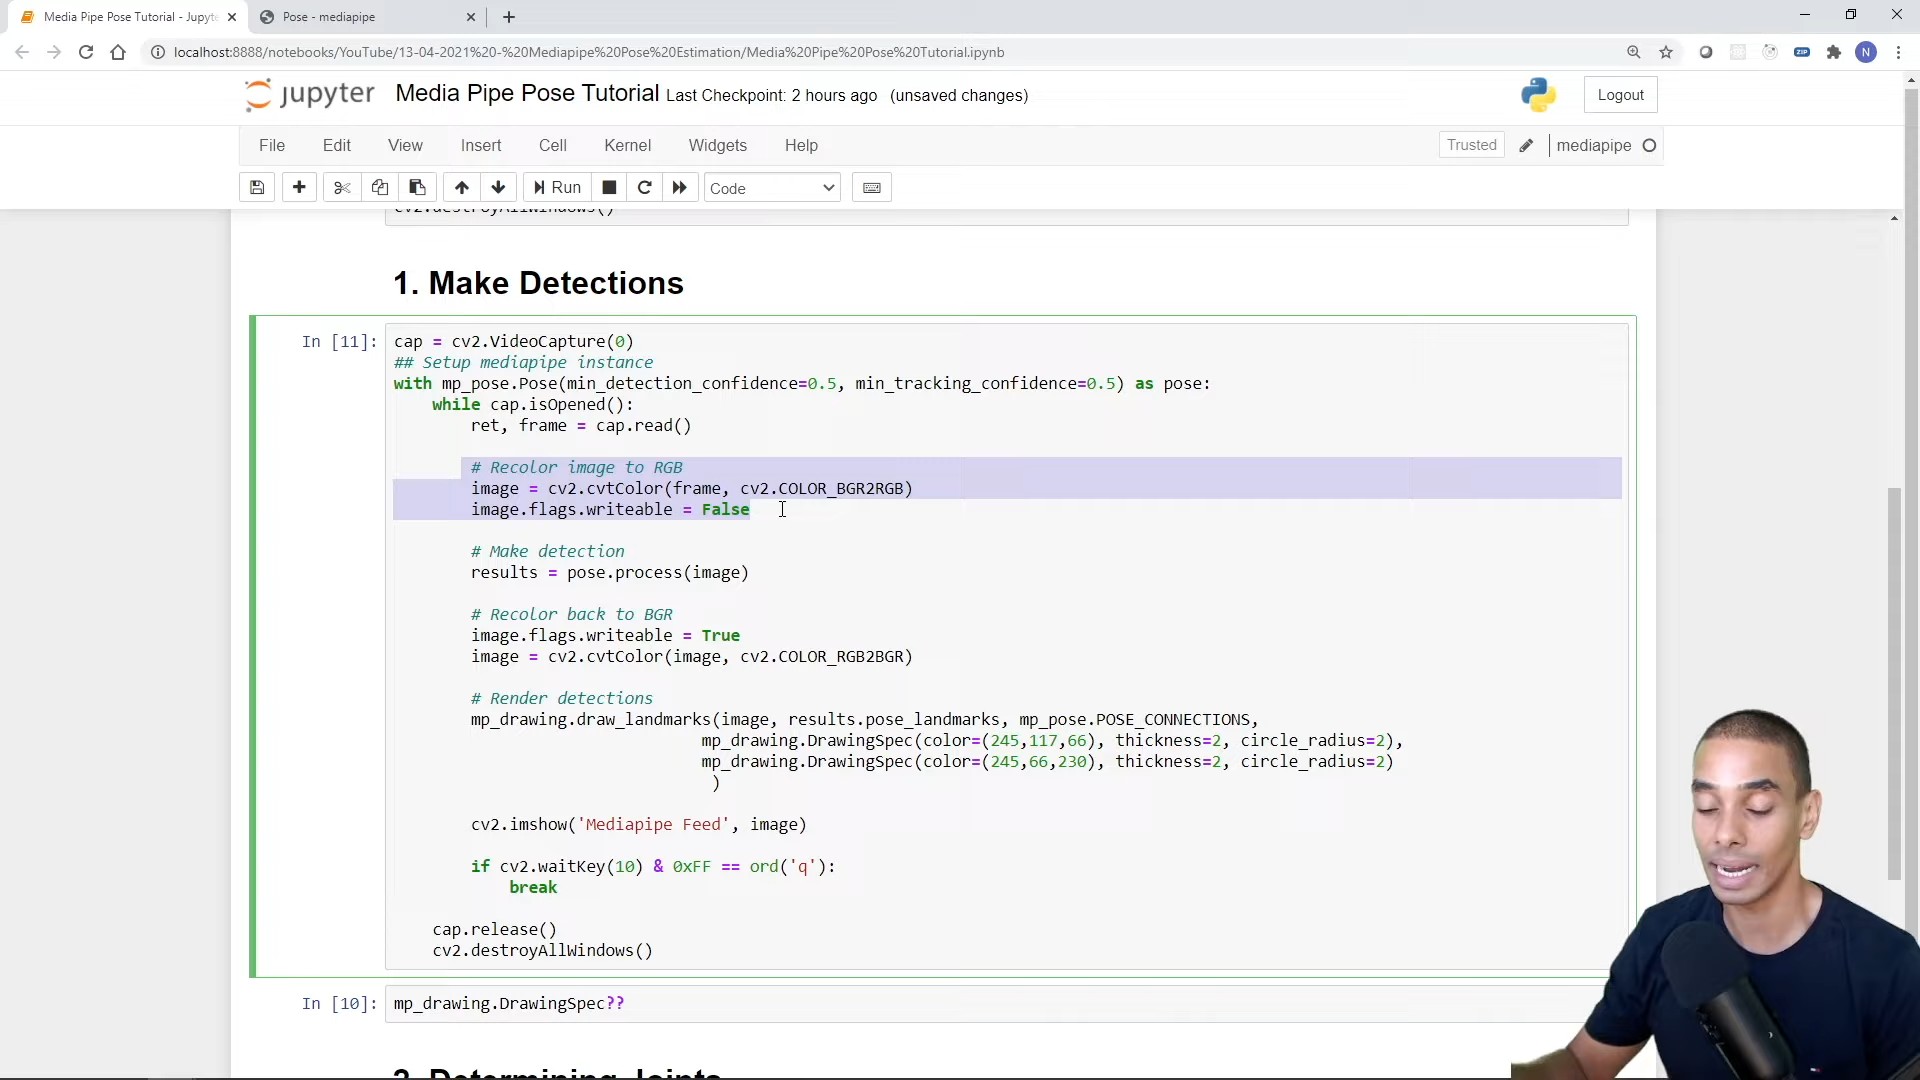 Media Pipe Pose Tutorial - Jupyte
Pose - mediapipe
localhost:8888/notebooks/YouTube/13-04-2021%20-%20Mediapipe%20Pose%20Estimation/Media%20Pipe%20Pose%20Tutorial.ipynb
ZIP
N
jupyter Media Pipe Pose Tutorial Last Checkpoint: 2 hours ago (unsaved changes)
Logout
File Edit View Insert Cell Kernel Widgets Help
Trusted mediapipe
Run Code
cv2.destroyAllWindows()
1. Make Detections
In [11]:
cap = cv2.VideoCapture(0)
## Setup mediapipe instance
with mp_pose.Pose(min_detection_confidence=0.5, min_tracking_confidence=0.5) as pose:
    while cap.isOpened():
        ret, frame = cap.read()
        # Recolor image to RGB
        image = cv2.cvtColor(frame, cv2.COLOR_BGR2RGB)
        image.flags.writeable = False
        # Make detection
        results = pose.process(image)
        # Recolor back to BGR
        image.flags.writeable = True
        image = cv2.cvtColor(image, cv2.COLOR_RGB2BGR)
        # Render detections
        mp_drawing.draw_landmarks(image, results.pose_landmarks, mp_pose.POSE_CONNECTIONS,
                                mp_drawing.DrawingSpec(color=(245,117,66), thickness=2, circle_radius=2),
                                mp_drawing.DrawingSpec(color=(245,66,230), thickness=2, circle_radius=2)
                                 )
        cv2.imshow('Mediapipe Feed', image)
        if cv2.waitKey(10) & 0xFF == ord('q'):
            break
    cap.release()
    cv2.destroyAllWindows()
In [10]:
mp_drawing.DrawingSpec??
Determining Joints